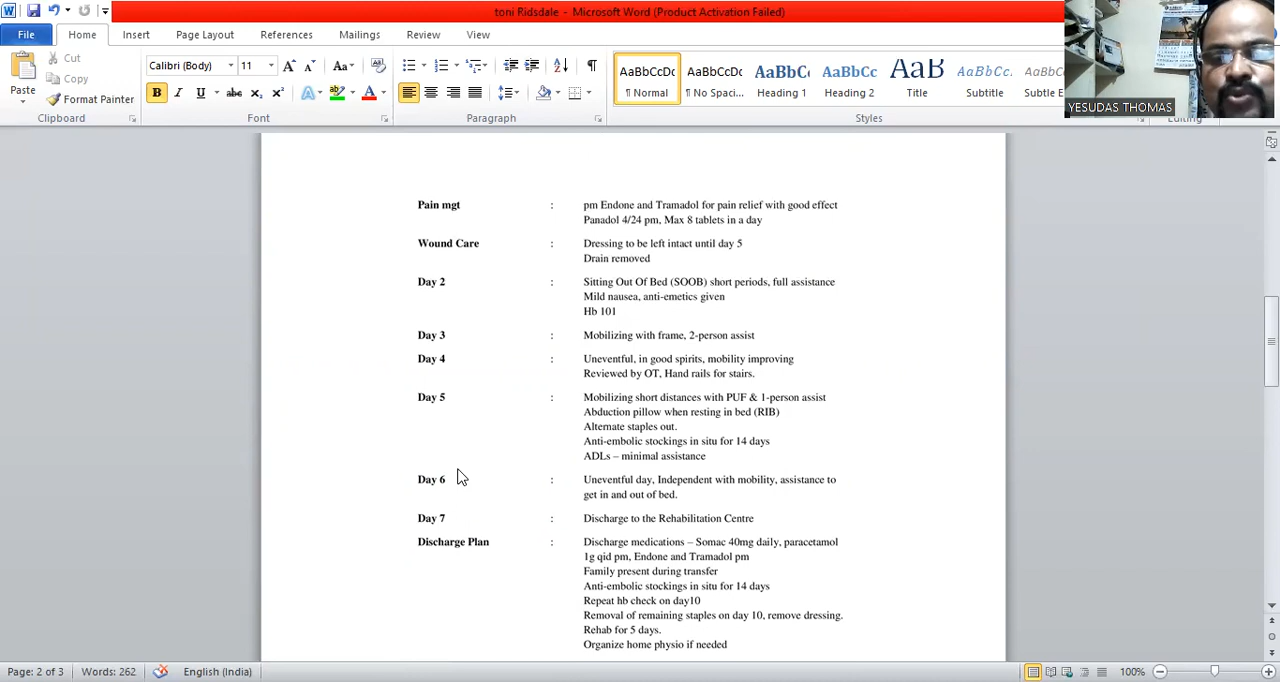 toni Ridsdale - Microsoft Word (Product Activation Failed)
File Home Insert Page Layout References Mailings Review View
Paste
Cut
Copy
Format Painter
Clipboard
Calibri (Body) 11
Font
Paragraph
AaBbCcDc AaBbCcDc AaBbC AaBbCc AaB AaBbCc. AaBbCc
¶ Normal ¶ No Spaci... Heading 1 Heading 2 Title Subtitle Subtle E
Styles
Editing
YESUDAS THOMAS
Pain mgt : pm Endone and Tramadol for pain relief with good effect
Panadol 4/24 pm, Max 8 tablets in a day
Wound Care : Dressing to be left intact until day 5
Drain removed
Day 2 : Sitting Out Of Bed (SOOB) short periods, full assistance
Mild nausea, anti-emetics given
Hb 101
Day 3 : Mobilizing with frame, 2-person assist
Day 4 : Uneventful, in good spirits, mobility improving
Reviewed by OT, Hand rails for stairs.
Day 5 : Mobilizing short distances with PUF & 1-person assist
Abduction pillow when resting in bed (RIB)
Alternate staples out.
Anti-embolic stockings in situ for 14 days
ADLs – minimal assistance
Day 6 : Uneventful day, Independent with mobility, assistance to
get in and out of bed.
Day 7 : Discharge to the Rehabilitation Centre
Discharge Plan : Discharge medications – Somac 40mg daily, paracetamol
1g qid pm, Endone and Tramadol pm
Family present during transfer
Anti-embolic stockings in situ for 14 days
Repeat hb check on day10
Removal of remaining staples on day 10, remove dressing.
Rehab for 5 days.
Organize home physio if needed
Page: 2 of 3 Words: 262 English (India) 100%